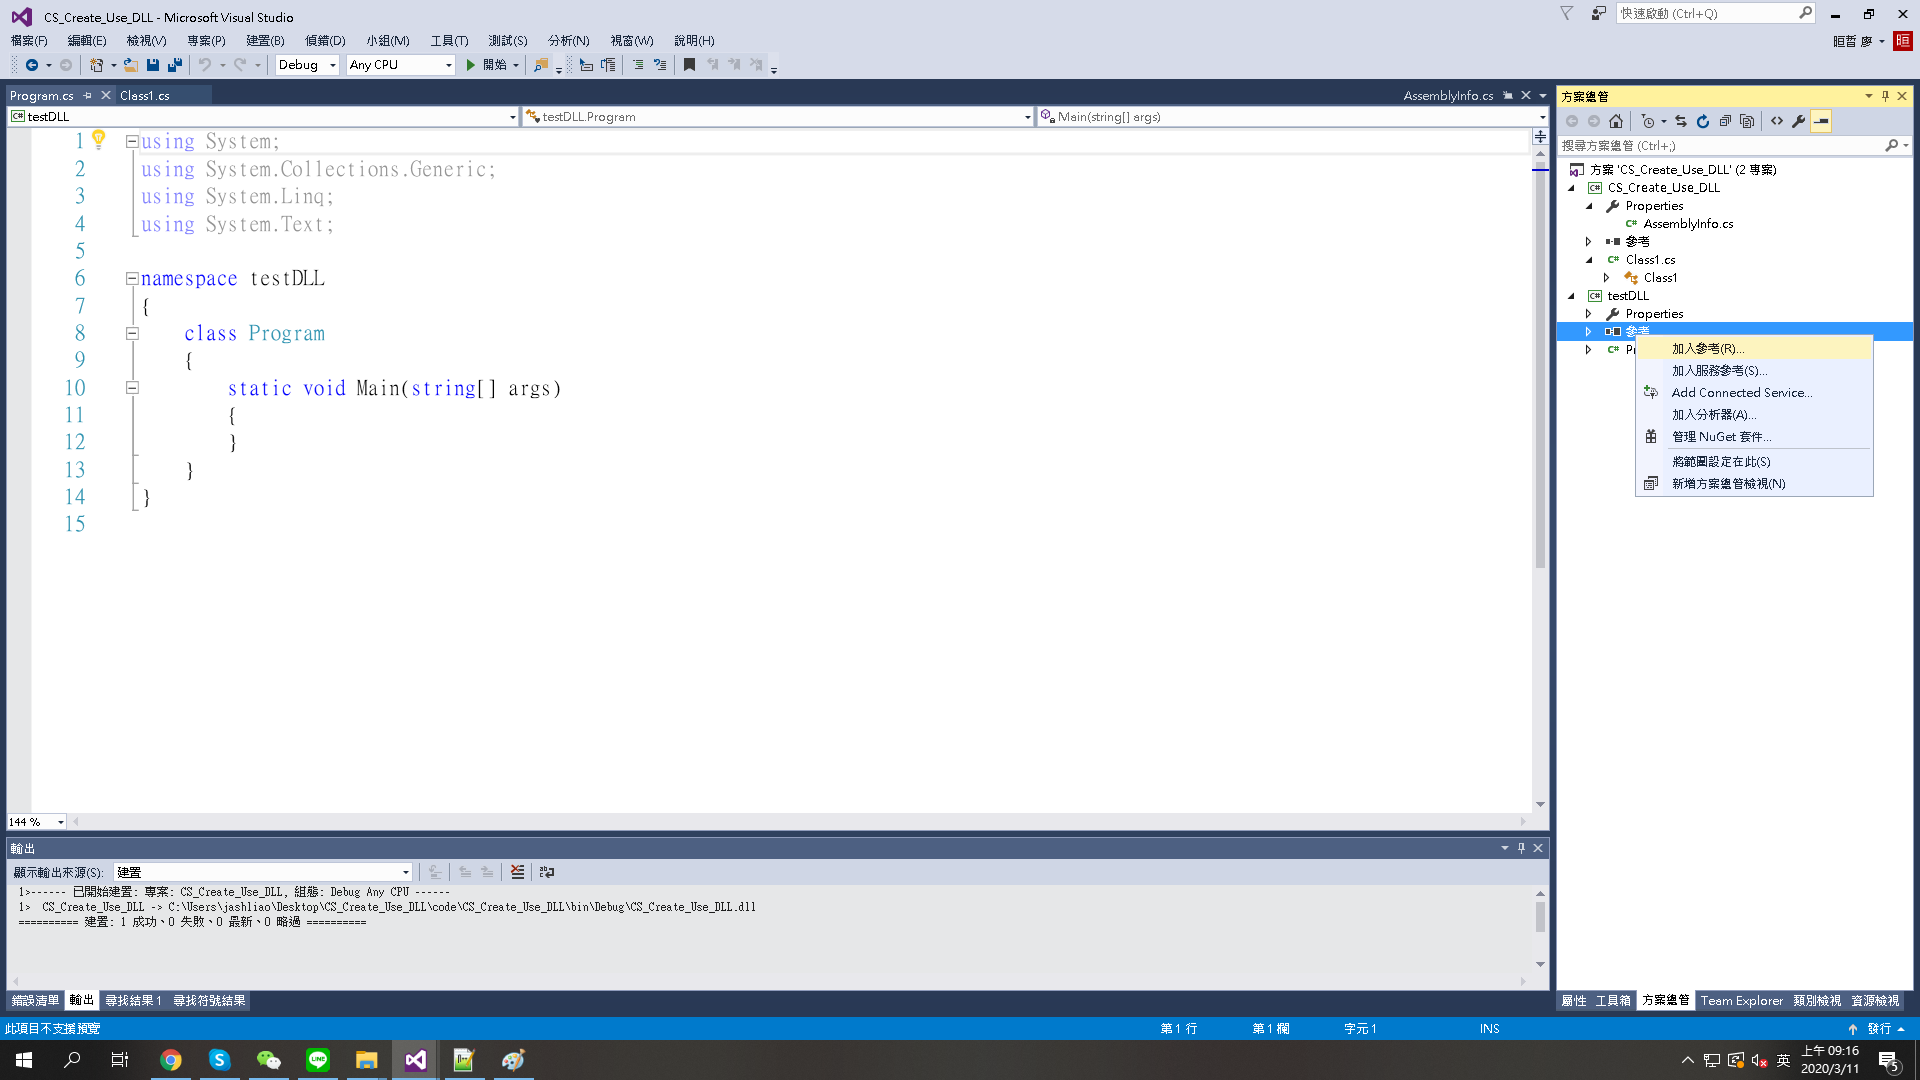 CS_Create_Use_DLL - Microsoft Visual Studio
快速啟動 (Ctrl+Q)
檔案(F) 編輯(E) 檢視(V) 專案(P) 建置(B) 偵錯(D) 小組(M) 工具(T) 測試(S) 分析(N) 視窗(W) 說明(H)
晅哲 廖
晅
Debug Any CPU 開始
Program.cs Class1.cs AssemblyInfo.cs
testDLL testDLL.Program Main(string[] args)
1 using System;
2 using System.Collections.Generic;
3 using System.Linq;
4 using System.Text;
5
6 namespace testDLL
7 {
8 class Program
9 {
10 static void Main(string[] args)
11 {
12 }
13 }
14 }
15
144 %
方案總管
搜尋方案總管 (Ctrl+;)
方案 'CS_Create_Use_DLL' (2 專案)
CS_Create_Use_DLL
Properties
AssemblyInfo.cs
參考
Class1.cs
Class1
testDLL
Properties
參考
加入參考(R)...
加入服務參考(S)...
Add Connected Service...
加入分析器(A)...
管理 NuGet 套件...
將範圍設定在此(S)
新增方案總管檢視(N)
輸出
顯示輸出來源(S): 建置
1>------ 已開始建置: 專案: CS_Create_Use_DLL, 組態: Debug Any CPU ------
1> CS_Create_Use_DLL -> C:\Users\jashliao\Desktop\CS_Create_Use_DLL\code\CS_Create_Use_DLL\bin\Debug\CS_Create_Use_DLL.dll
========== 建置: 1 成功、0 失敗、0 最新、0 略過 ==========
錯誤清單 輸出 尋找結果 1 尋找符號結果
屬性 工具箱 方案總管 Team Explorer 類別檢視 資源檢視
此項目不支援預覽 第 1 行 第 1 欄 字元 1 INS 發行
英
上午 09:16
2020/3/11
5